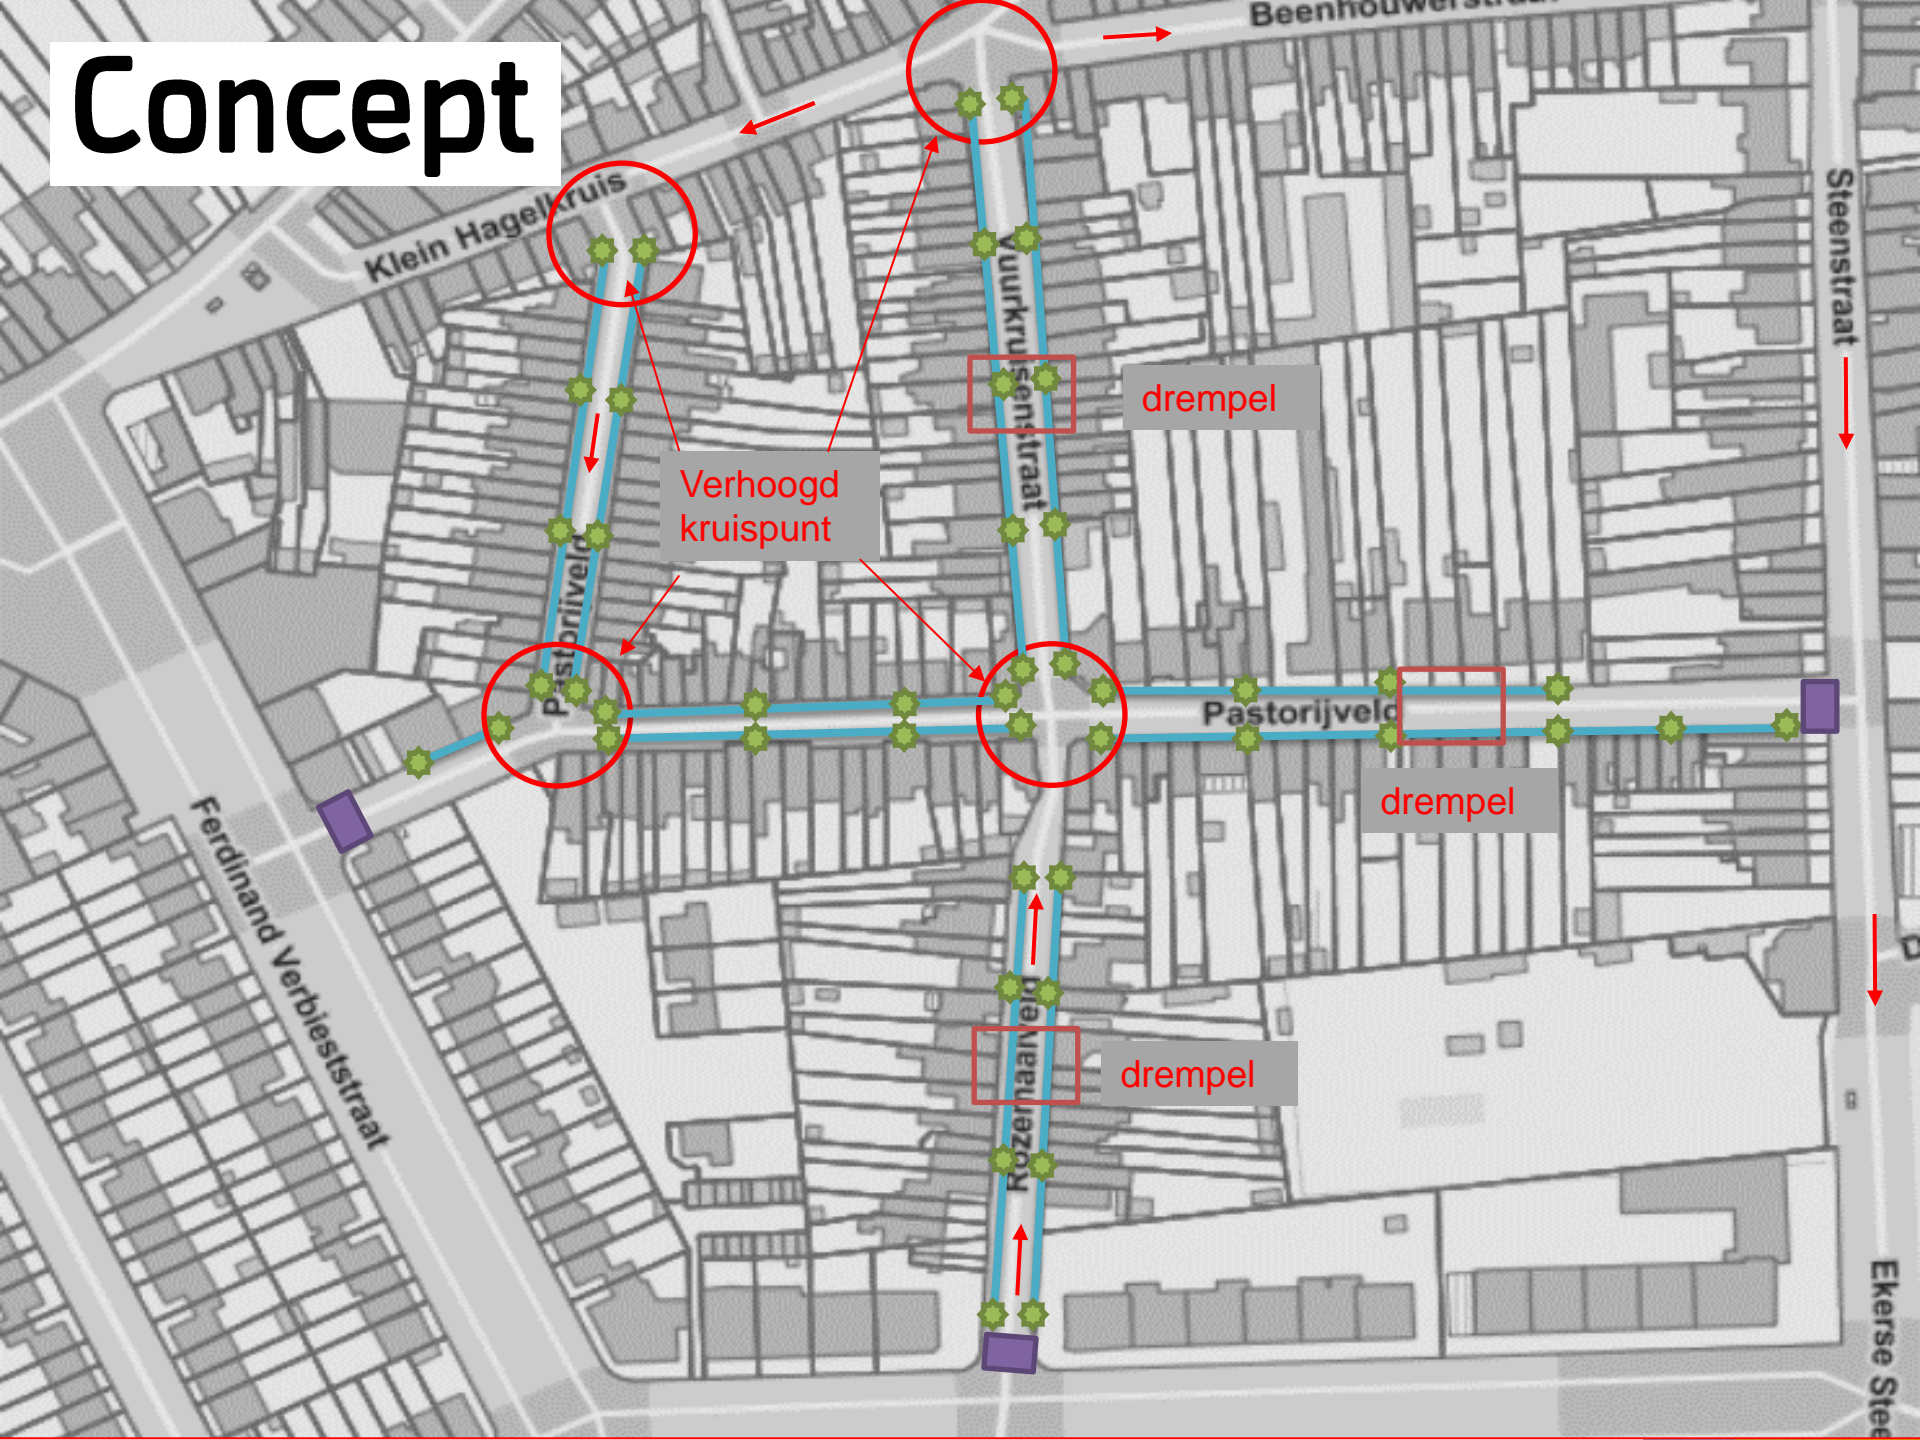 Concept
Beenhouwerstraat
Klein Hagelkruis
Steenstraat
Vuurkruisenstraat
drempel
Verhoogd
kruispunt
Pastorijveld
Pastorijveld
drempel
Ferdinand Verbieststraat
Rozemaalveld
drempel
D
Ekerse Stee